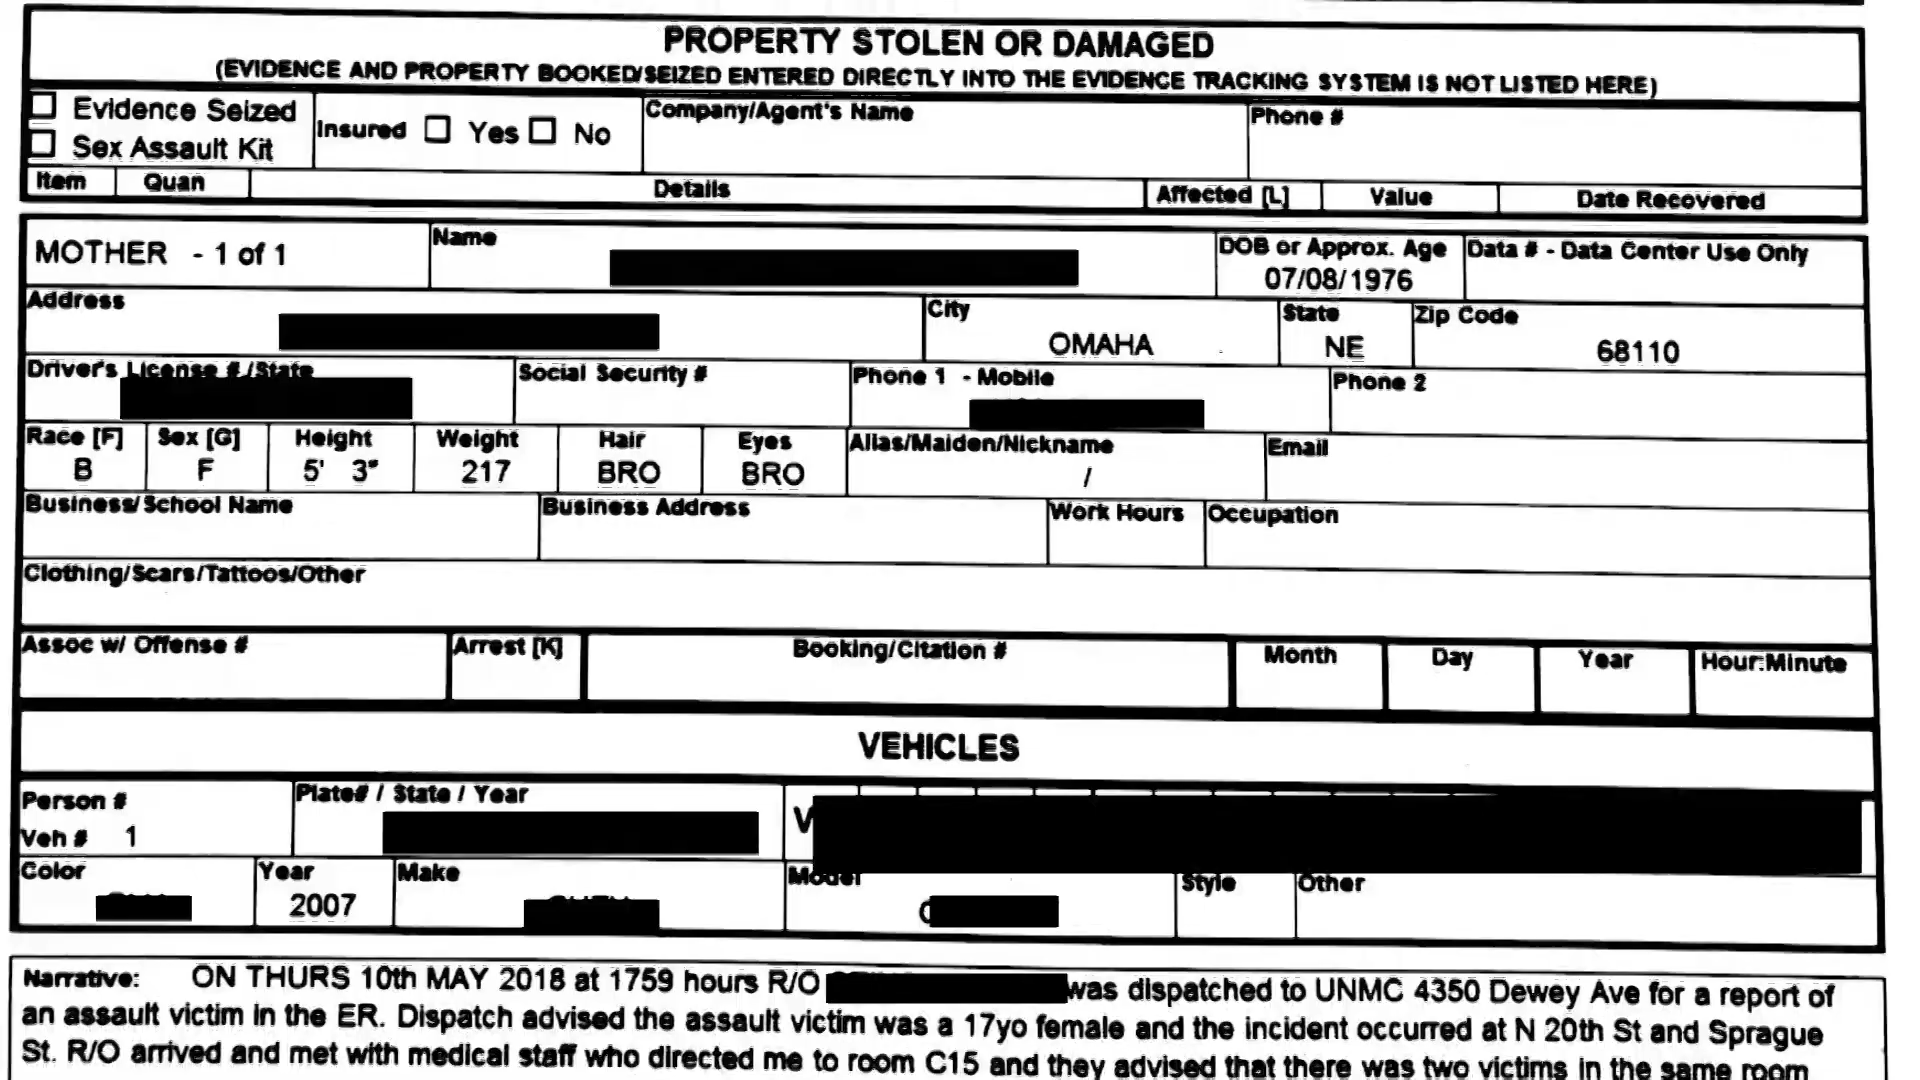 PROPERTY STOLEN OR DAMAGED
(EVIDENCE AND PROPERTY BOOKED/SEIZED ENTERED DIRECTLY INTO THE EVIDENCE TRACKING SYSTEM IS NOT LISTED HERE)
Evidence Seized
Sex Assault Kit
Insured Yes No
Company/Agent's Name
Phone #
Item Quan Details Affected [L] Value Date Recovered
MOTHER - 1 of 1
Name
DOB or Approx. Age
07/08/1976
Data # - Data Center Use Only
Address
City
OMAHA
State
NE
Zip Code
68110
Driver's License #/State
Social Security #
Phone 1 - Mobile
Phone 2
Race [F] Sex [G] Height Weight Hair Eyes Alias/Maiden/Nickname Email
B F 5' 3" 217 BRO BRO /
Business/School Name Business Address Work Hours Occupation
Clothing/Scars/Tattoos/Other
Assoc w/ Offense # Arrest [K] Booking/Citation # Month Day Year Hour:Minute
VEHICLES
Person #
Veh # 1
Plate# / State / Year
V
Color Year Make Model Style Other
2007
Narrative: ON THURS 10th MAY 2018 at 1759 hours R/O was dispatched to UNMC 4350 Dewey Ave for a report of
an assault victim in the ER. Dispatch advised the assault victim was a 17yo female and the incident occurred at N 20th St and Sprague
St. R/O arrived and met with medical staff who directed me to room C15 and they advised that there was two victims in the same room